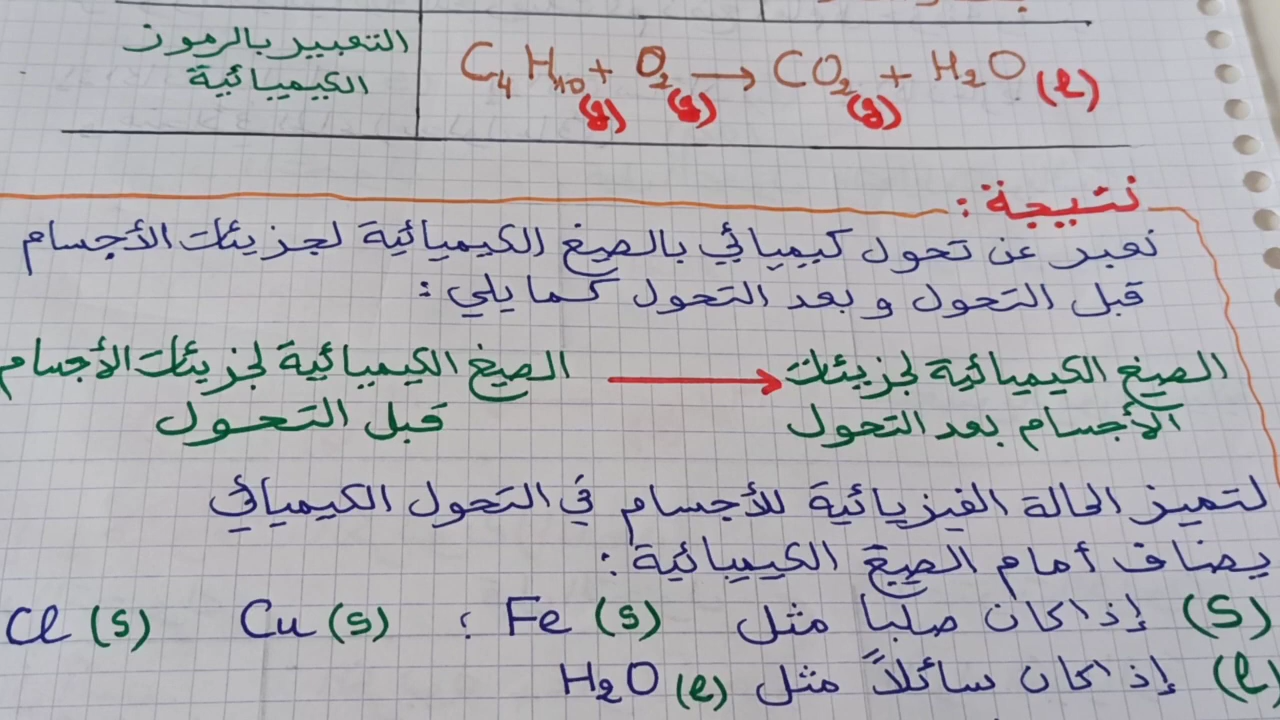 التعبير بالرموز
الكيميائية
C₄H₁₀(g) + O₂(g) → CO₂(g) + H₂O(l)
نتيجة :
نعبر عن تحول كيميائي بالصيغ الكيميائية لجزيئات الأجسام
قبل التحول و بعد التحول كما يلي :
الصيغ الكيميائية لجزيئات الأجسام → الصيغ الكيميائية لجزيئات
قبل التحول الأجسام بعد التحول
لتميز الحالة الفيزيائية للأجسام في التحول الكيميائي
يضاف أمام الصيغ الكيميائية :
(S) إذا كان صلباً مثل Fe (s) ؛ Cu (s) Cl (s)
(l) إذا كان سائلاً مثل H₂O (l)